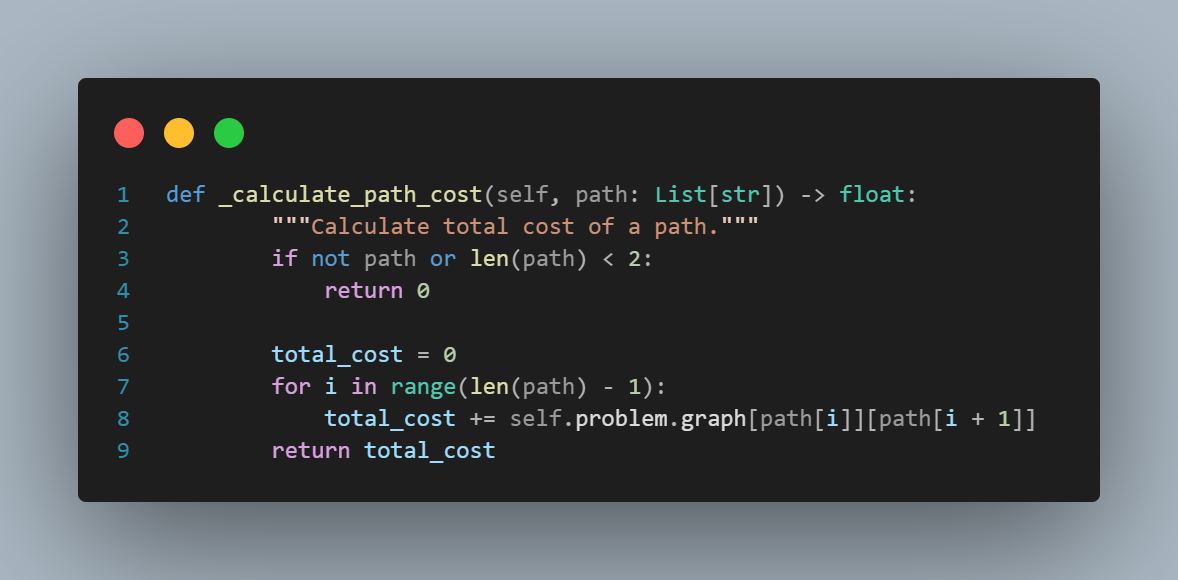 1 def _calculate_path_cost(self, path: List[str]) -> float:
2         """Calculate total cost of a path."""
3         if not path or len(path) < 2:
4             return 0
5
6         total_cost = 0
7         for i in range(len(path) - 1):
8             total_cost += self.problem.graph[path[i]][path[i + 1]]
9         return total_cost